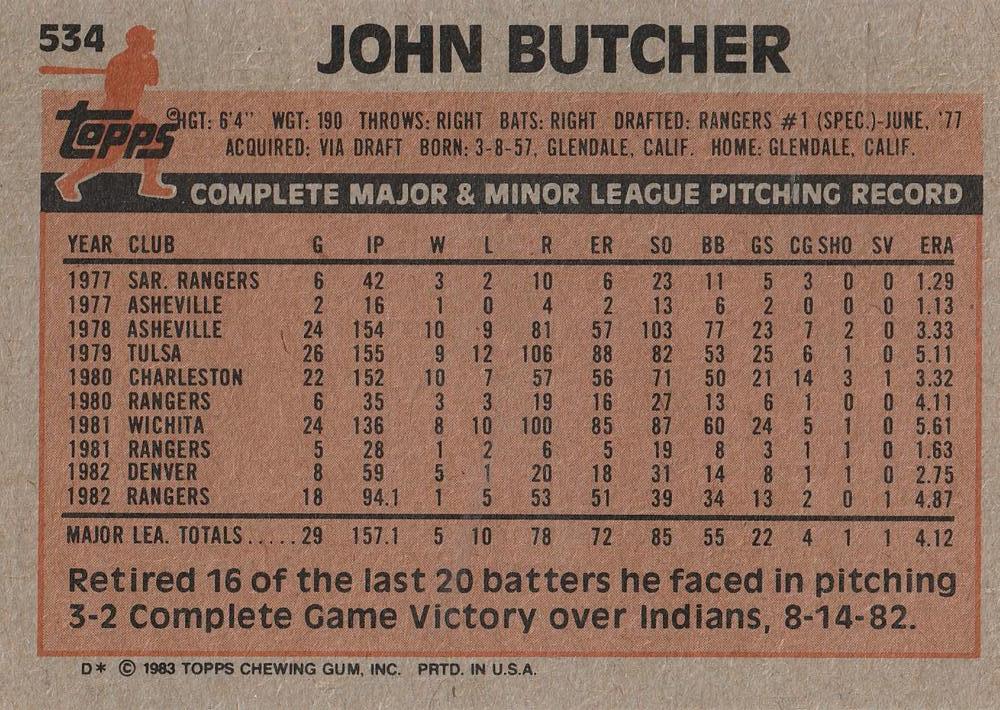 534 JOHN BUTCHER
Topps® HGT: 6'4" WGT: 190 THROWS: RIGHT BATS: RIGHT DRAFTED: RANGERS #1 (SPEC.)-JUNE, '77
ACQUIRED: VIA DRAFT BORN: 3-8-57, GLENDALE, CALIF. HOME: GLENDALE, CALIF.
COMPLETE MAJOR & MINOR LEAGUE PITCHING RECORD
YEAR CLUB G IP W L R ER SO BB GS CG SHO SV ERA
1977 SAR. RANGERS 6 42 3 2 10 6 23 11 5 3 0 0 1.29
1977 ASHEVILLE 2 16 1 0 4 2 13 6 2 0 0 0 1.13
1978 ASHEVILLE 24 154 10 9 81 57 103 77 23 7 2 0 3.33
1979 TULSA 26 155 9 12 106 88 82 53 25 6 1 0 5.11
1980 CHARLESTON 22 152 10 7 57 56 71 50 21 14 3 1 3.32
1980 RANGERS 6 35 3 3 19 16 27 13 6 1 0 0 4.11
1981 WICHITA 24 136 8 10 100 85 87 60 24 5 1 0 5.61
1981 RANGERS 5 28 1 2 6 5 19 8 3 1 1 0 1.63
1982 DENVER 8 59 5 1 20 18 31 14 8 1 1 0 2.75
1982 RANGERS 18 94.1 1 5 53 51 39 34 13 2 0 1 4.87
MAJOR LEA. TOTALS.....29 157.1 5 10 78 72 85 55 22 4 1 1 4.12
Retired 16 of the last 20 batters he faced in pitching
3-2 Complete Game Victory over Indians, 8-14-82.
D* © 1983 TOPPS CHEWING GUM, INC. PRTD. IN U.S.A.